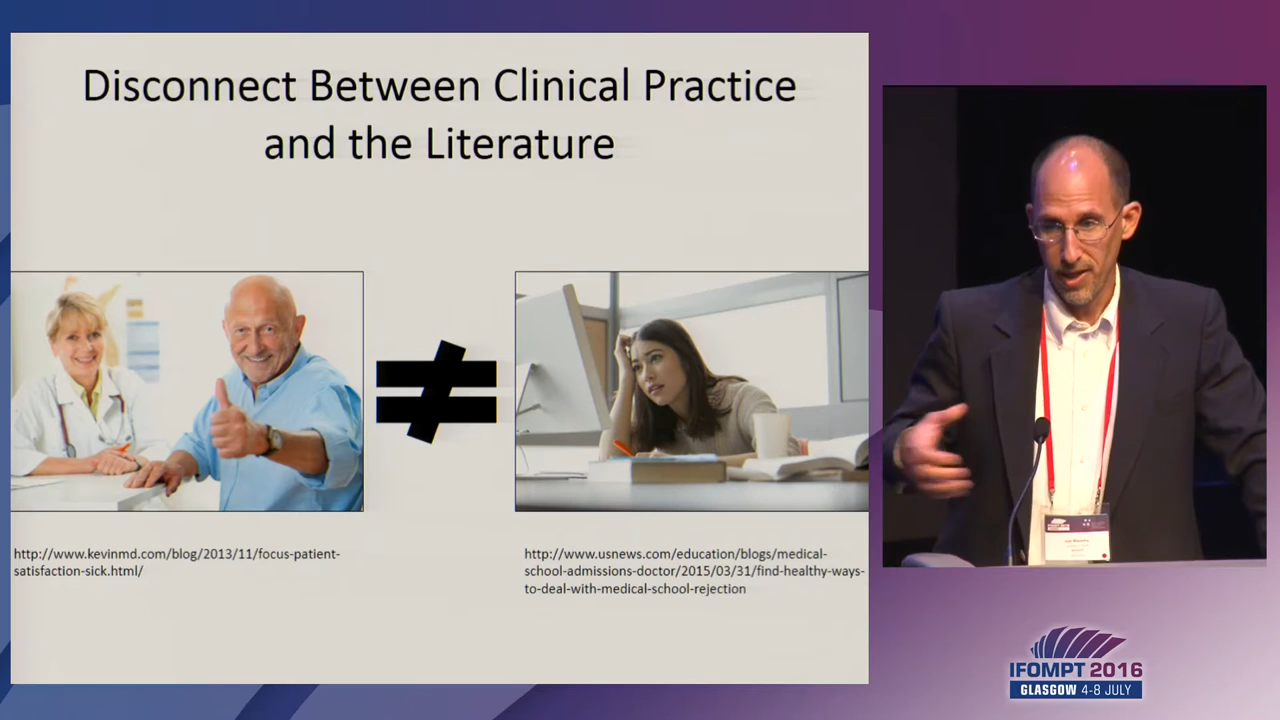 Disconnect Between Clinical Practice
and the Literature
≠
http://www.kevinmd.com/blog/2013/11/focus-patient-
satisfaction-sick.html/
http://www.usnews.com/education/blogs/medical-
school-admissions-doctor/2015/03/31/find-healthy-ways-
to-deal-with-medical-school-rejection
IFOMPT 2016
GLASGOW 4-8 JULY